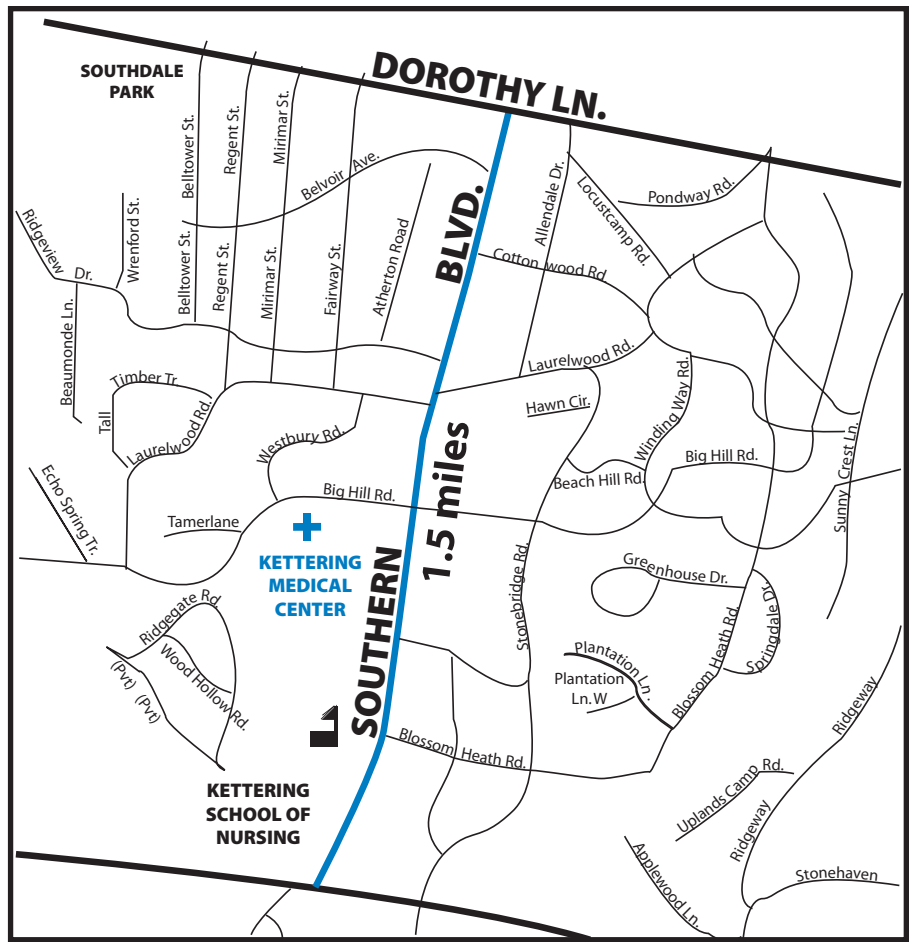 DOROTHY LN.
SOUTHDALE
PARK
Belltower St.
Regent St.
Mirimar St.
Belvoir Ave.
Allendale Dr.
Locustcamp Rd.
Pondway Rd.
Ridgeview
Dr.
Wrenford St.
Belltower St.
Regent St.
Mirimar St.
Fairway St.
Atherton Road
BLVD.
Cotton wood Rd
Beaumonde Ln.
Timber Tr.
Tall
Laurelwood Rd.
Laurelwood Rd.
Hawn Cir.
Winding Way Rd.
Westbury Rd.
1.5 miles
Big Hill Rd.
Beach Hill Rd.
Sunny Crest Ln.
Echo Spring Tr.
Big Hill Rd.
Tamerlane
KETTERING
MEDICAL
CENTER
SOUTHERN
Stonebridge Rd.
Greenhouse Dr.
Springdale Dr.
Blossom Heath Rd.
Ridgegate Rd.
Wood Hollow Rd.
(Pvt)
(Pvt)
Plantation Ln.
Plantation
Ln. W
Ridgeway
Blossom Heath Rd.
KETTERING
SCHOOL OF
NURSING
Uplands Camp Rd.
Ridgeway
Applewood Ln.
Stonehaven